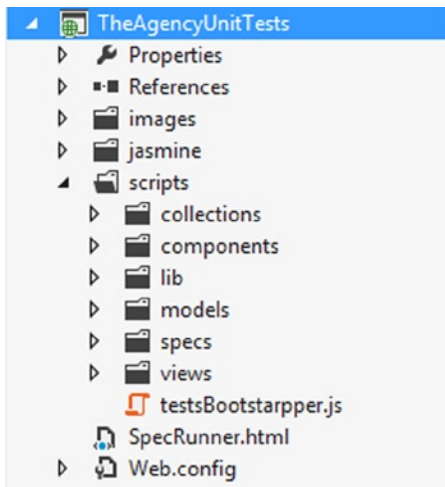 TheAgencyUnitTests
Properties
References
images
jasmine
scripts
collections
components
lib
models
specs
views
testsBootstarpper.js
SpecRunner.html
Web.config